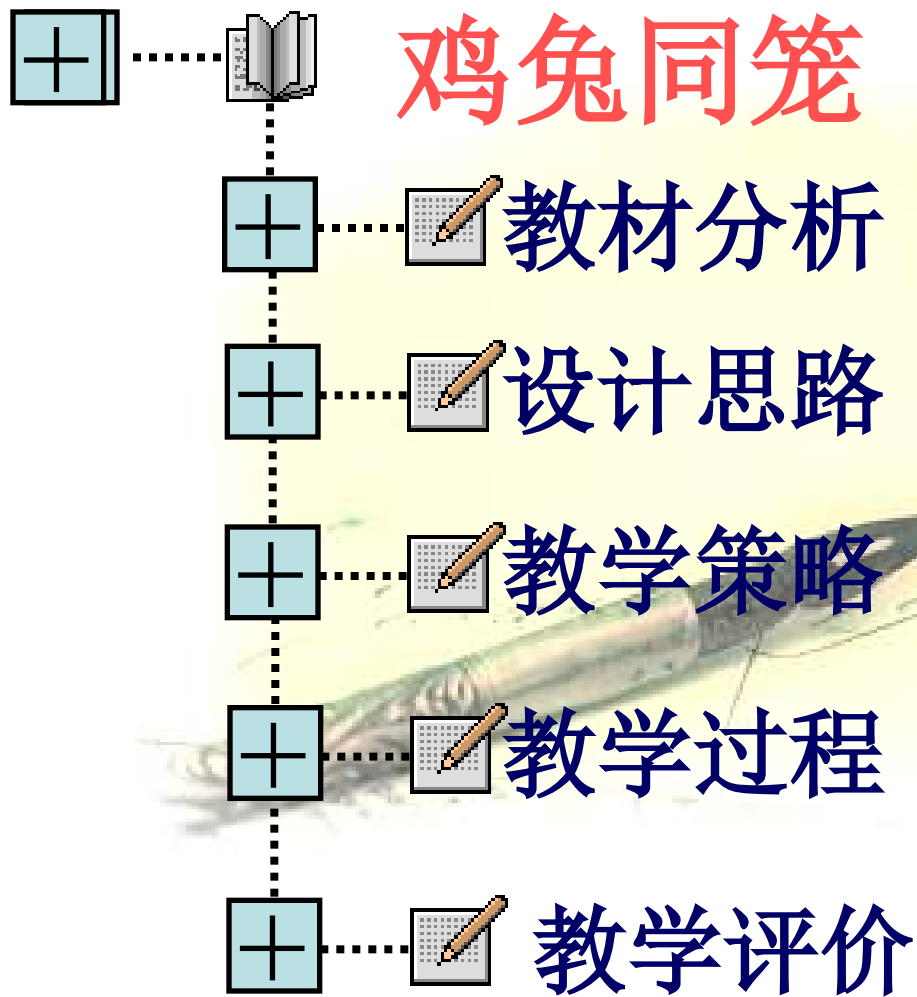 鸡兔同笼
教材分析
设计思路
教学策略
教学过程
教学评价